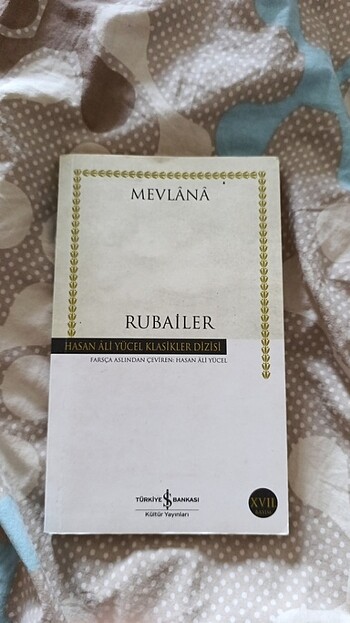 MEVLÂNÂ
RUBAİLER
HASAN ÂLİ YÜCEL KLASİKLER DİZİSİ
FARSÇA ASLINDAN ÇEVİREN: HASAN ÂLİ YÜCEL
TÜRKİYE İŞ BANKASI
Kültür Yayınları
XVII
BASIM